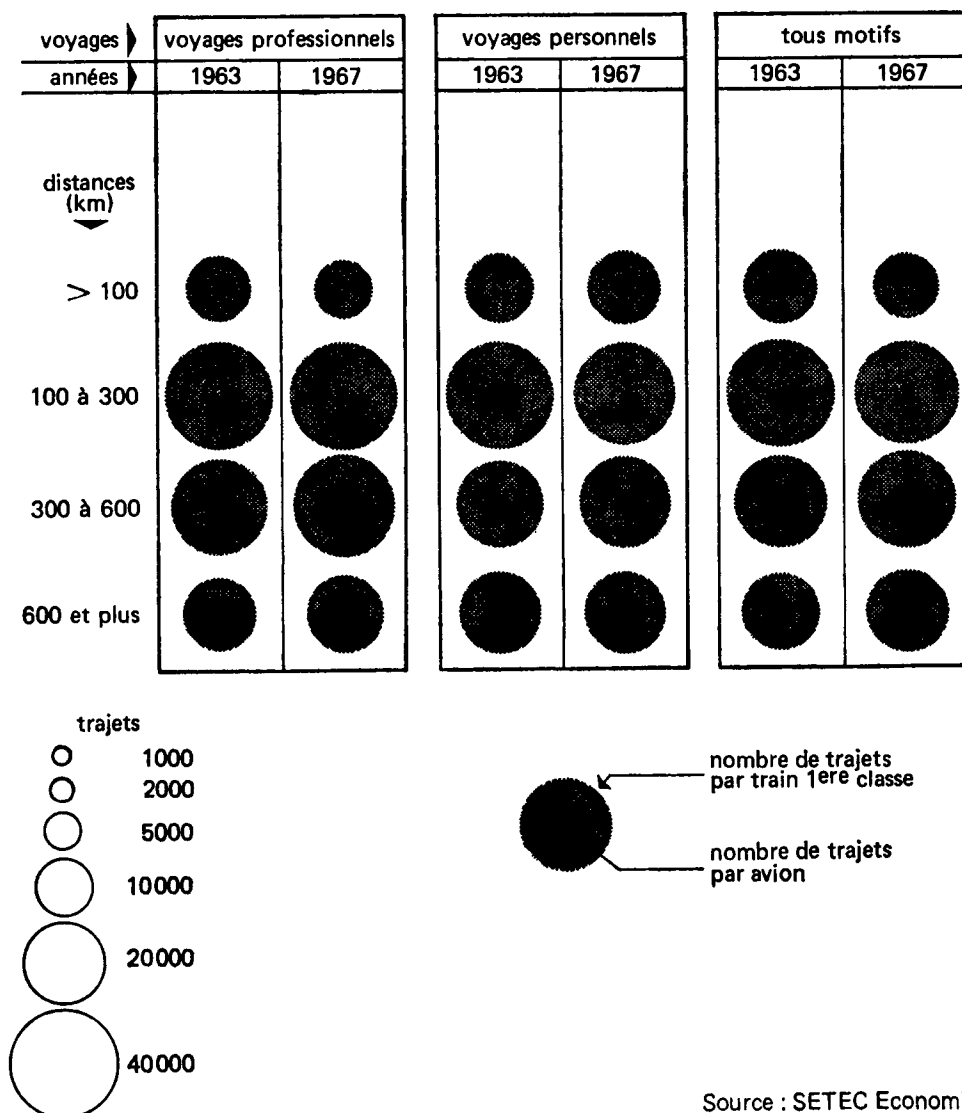 voyages voyages professionnels voyages personnels tous motifs
années 1963 1967 1963 1967 1963 1967
distances
(km)
> 100
100 à 300
300 à 600
600 et plus
trajets
1000
2000
5000
10000
20000
40000
nombre de trajets
par train 1ere classe
nombre de trajets
par avion
Source : SETEC Econom